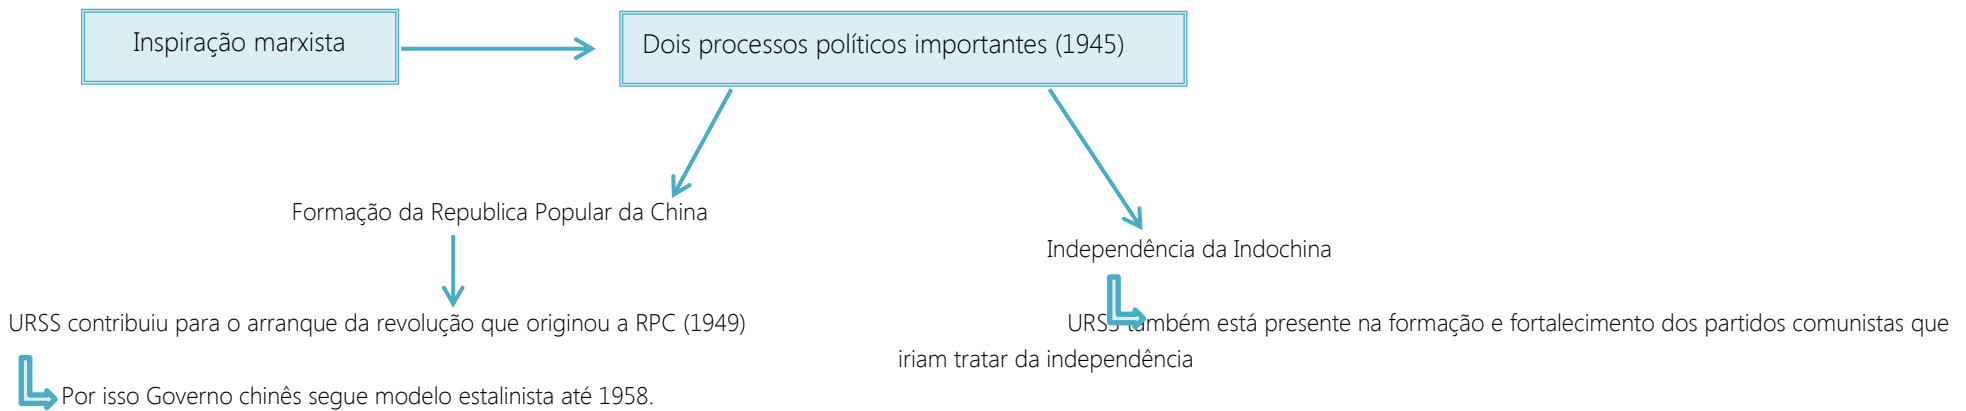 Inspiração marxista
Dois processos políticos importantes (1945)
Formação da Republica Popular da China
Independência da Indochina
URSS contribuiu para o arranque da revolução que originou a RPC (1949)
URSS também está presente na formação e fortalecimento dos partidos comunistas que
iriam tratar da independência
Por isso Governo chinês segue modelo estalinista até 1958.